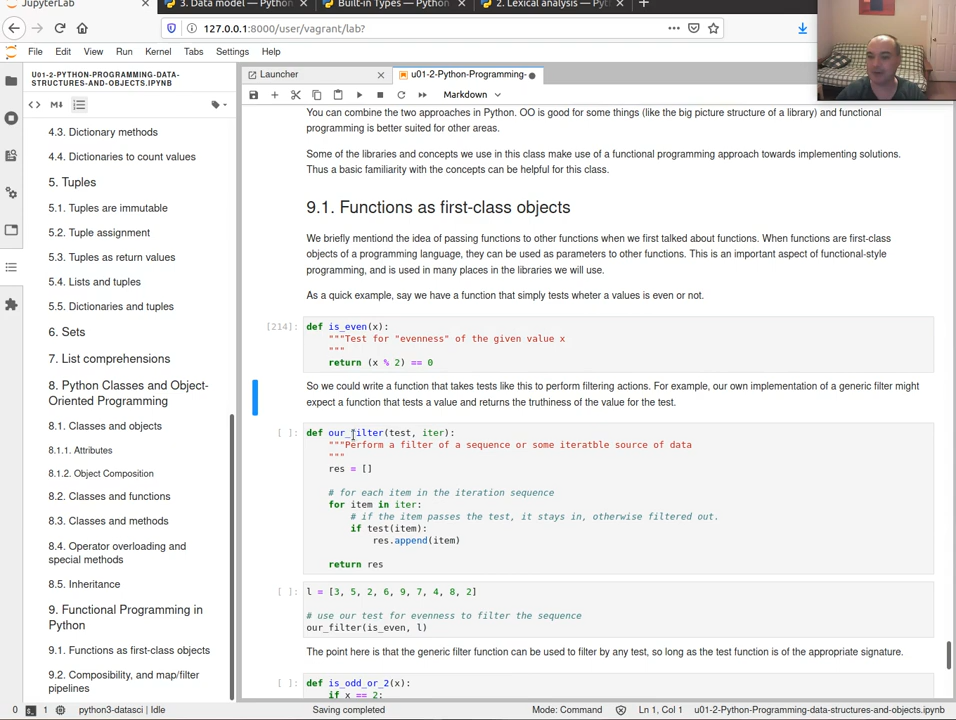 JupyterLab
3. Data model — Python
Built-in Types — Python
2. Lexical analysis — Pyt
127.0.0.1:8000/user/vagrant/lab?
File Edit View Run Kernel Tabs Settings Help
U01-2-PYTHON-PROGRAMMING-DATA-
STRUCTURES-AND-OBJECTS.IPYNB
4.3. Dictionary methods
4.4. Dictionaries to count values
5. Tuples
5.1. Tuples are immutable
5.2. Tuple assignment
5.3. Tuples as return values
5.4. Lists and tuples
5.5. Dictionaries and tuples
6. Sets
7. List comprehensions
8. Python Classes and Object-
Oriented Programming
8.1. Classes and objects
8.1.1. Attributes
8.1.2. Object Composition
8.2. Classes and functions
8.3. Classes and methods
8.4. Operator overloading and
special methods
8.5. Inheritance
9. Functional Programming in
Python
9.1. Functions as first-class objects
9.2. Composibility, and map/filter
pipelines
Launcher
u01-2-Python-Programming-
Markdown
You can combine the two approaches in Python. OO is good for some things (like the big picture structure of a library) and functional
programming is better suited for other areas.
Some of the libraries and concepts we use in this class make use of a functional programming approach towards implementing solutions.
Thus a basic familiarity with the concepts can be helpful for this class.
9.1. Functions as first-class objects
We briefly mentiond the idea of passing functions to other functions when we first talked about functions. When functions are first-class
objects of a programming language, they can be used as parameters to other functions. This is an important aspect of functional-style
programming, and is used in many places in the libraries we will use.
As a quick example, say we have a function that simply tests wheter a values is even or not.
[214]: def is_even(x):
"""Test for "evenness" of the given value x
"""
return (x % 2) == 0
So we could write a function that takes tests like this to perform filtering actions. For example, our own implementation of a generic filter might
expect a function that tests a value and returns the truthiness of the value for the test.
[ ]: def our_filter(test, iter):
"""Perform a filter of a sequence or some iteratble source of data
"""
res = []
# for each item in the iteration sequence
for item in iter:
# if the item passes the test, it stays in, otherwise filtered out.
if test(item):
res.append(item)
return res
[ ]: l = [3, 5, 2, 6, 9, 7, 4, 8, 2]
# use our test for evenness to filter the sequence
our_filter(is_even, l)
The point here is that the generic filter function can be used to filter by any test, so long as the test function is of the appropriate signature.
[ ]: def is_odd_or_2(x):
if x == 2:
0 1 python3-datasci | Idle Saving completed Mode: Command Ln 1, Col 1 u01-2-Python-Programming-data-structures-and-objects.ipynb